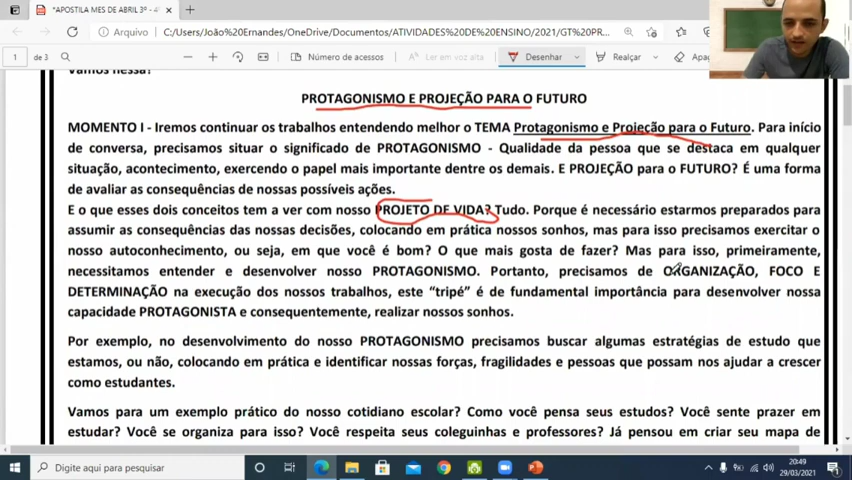 *APOSTILA MES DE ABRIL 3º - 4º
Arquivo
C:/Users/João%20Ernandes/OneDrive/Documentos/ATIVIDADES%20DE%20ENSINO/2021/GT%20PR...
1 de 3
Número de acessos
Ler em voz alta
Desenhar
Realçar
Apag
Vamos nessa?
PROTAGONISMO E PROJEÇÃO PARA O FUTURO
MOMENTO I - Iremos continuar os trabalhos entendendo melhor o TEMA Protagonismo e Projeção para o Futuro. Para início
de conversa, precisamos situar o significado de PROTAGONISMO - Qualidade da pessoa que se destaca em qualquer
situação, acontecimento, exercendo o papel mais importante dentre os demais. E PROJEÇÃO para o FUTURO? É uma forma
de avaliar as consequências de nossas possíveis ações.
E o que esses dois conceitos tem a ver com nosso PROJETO DE VIDA? Tudo. Porque é necessário estarmos preparados para
assumir as consequências das nossas decisões, colocando em prática nossos sonhos, mas para isso precisamos exercitar o
nosso autoconhecimento, ou seja, em que você é bom? O que mais gosta de fazer? Mas para isso, primeiramente,
necessitamos entender e desenvolver nosso PROTAGONISMO. Portanto, precisamos de ORGANIZAÇÃO, FOCO E
DETERMINAÇÃO na execução dos nossos trabalhos, este “tripé” é de fundamental importância para desenvolver nossa
capacidade PROTAGONISTA e consequentemente, realizar nossos sonhos.
Por exemplo, no desenvolvimento do nosso PROTAGONISMO precisamos buscar algumas estratégias de estudo que
estamos, ou não, colocando em prática e identificar nossas forças, fragilidades e pessoas que possam nos ajudar a crescer
como estudantes.
Vamos para um exemplo prático do nosso cotidiano escolar? Como você pensa seus estudos? Você sente prazer em
estudar? Você se organiza para isso? Você respeita seus coleguinhas e professores? Já pensou em criar seu mapa de
Digite aqui para pesquisar
20:49
29/03/2021